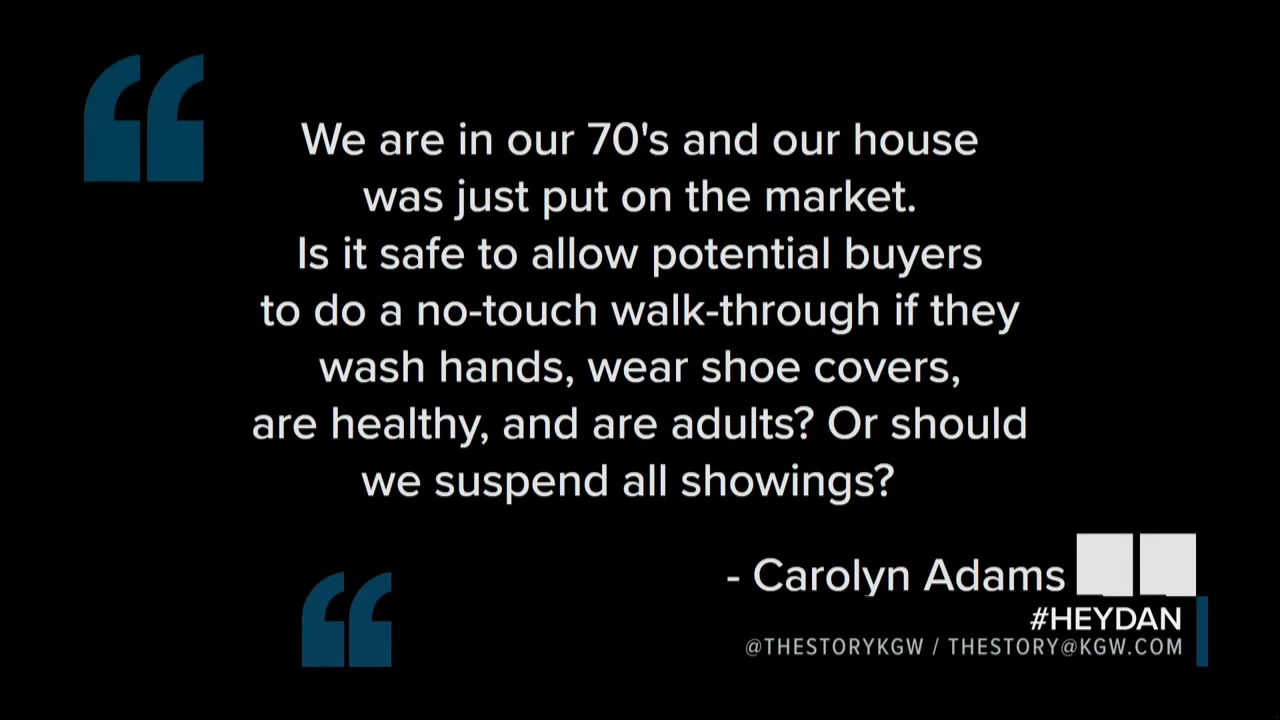 We are in our 70's and our house
was just put on the market.
Is it safe to allow potential buyers
to do a no-touch walk-through if they
wash hands, wear shoe covers,
are healthy, and are adults? Or should
we suspend all showings?
- Carolyn Adams
#HEYDAN
@THESTORYKGW / THESTORY@KGW.COM